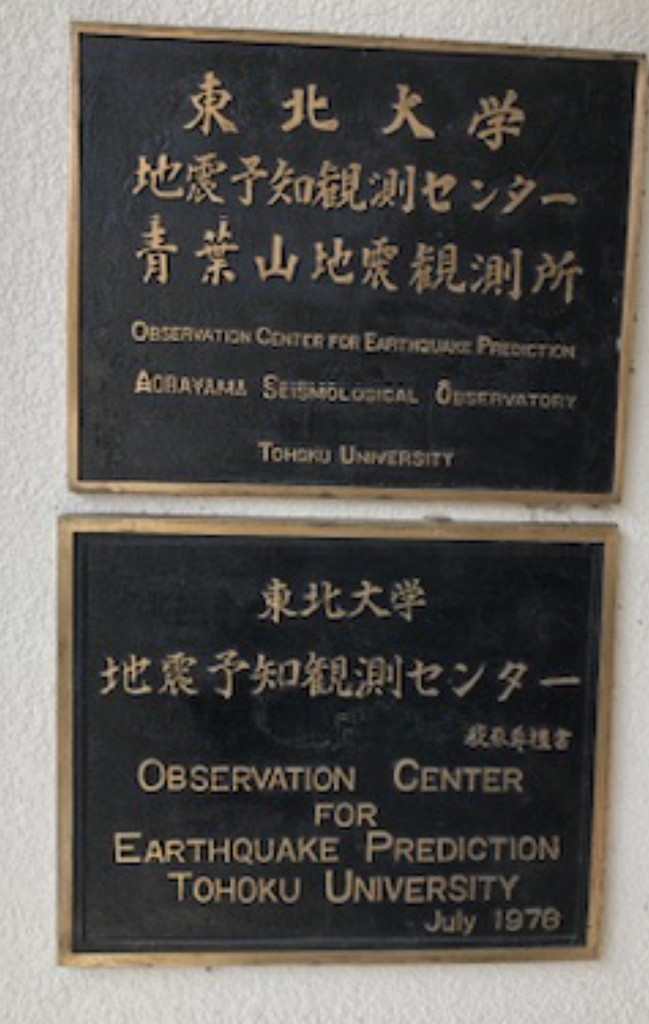 東北大学
地震予知観測センター
青葉山地震観測所
OBSERVATION CENTER FOR EARTHQUAKE PREDICTION
AOBAYAMA SEISMOLOGICAL OBSERVATORY
TOHOKU UNIVERSITY
東北大学
地震予知観測センター
OBSERVATION CENTER
FOR
EARTHQUAKE PREDICTION
TOHOKU UNIVERSITY
July 1978